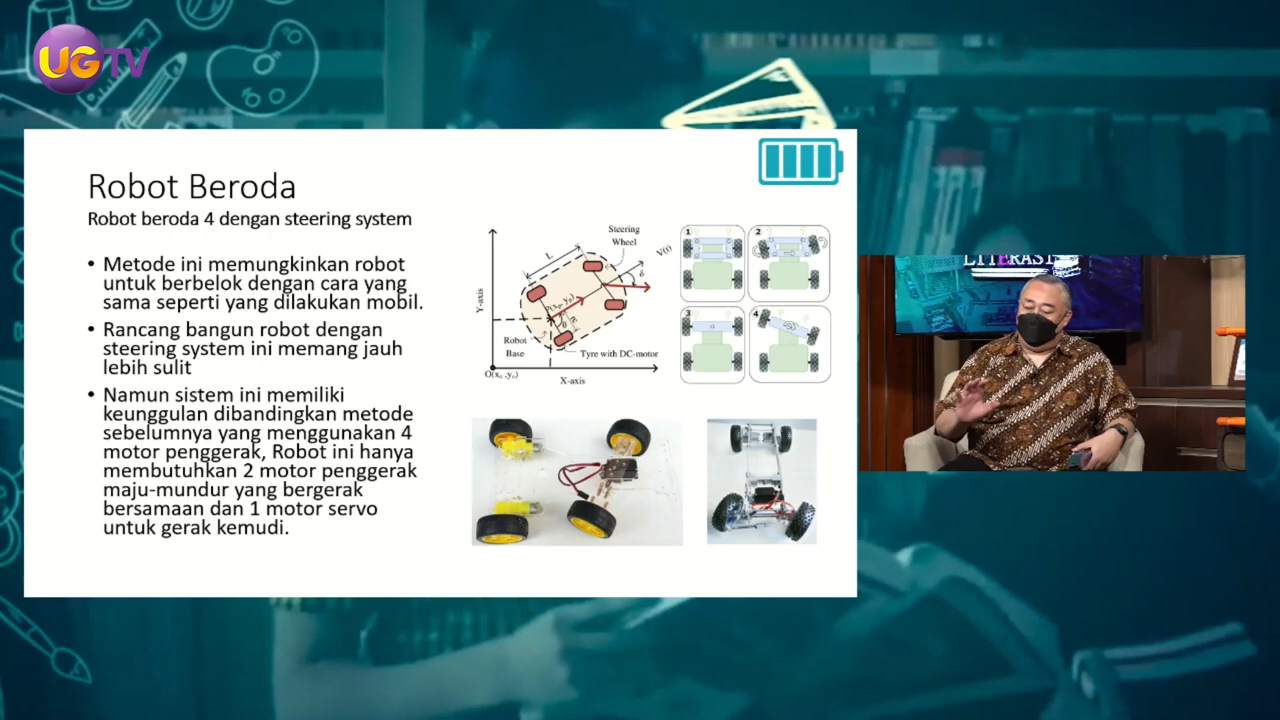 UGTV
Robot Beroda
Robot beroda 4 dengan steering system
• Metode ini memungkinkan robot
untuk berbelok dengan cara yang
sama seperti yang dilakukan mobil.
• Rancang bangun robot dengan
steering system ini memang jauh
lebih sulit
• Namun sistem ini memiliki
keunggulan dibandingkan metode
sebelumnya yang menggunakan 4
motor penggerak, Robot ini hanya
membutuhkan 2 motor penggerak
maju-mundur yang bergerak
bersamaan dan 1 motor servo
untuk gerak kemudi.
Steering
Wheel
V(t)
L
δ
Y-axis
θ
Robot
Base
Tyre with DC-motor
X-axis
1
2
3
4
LITERASI